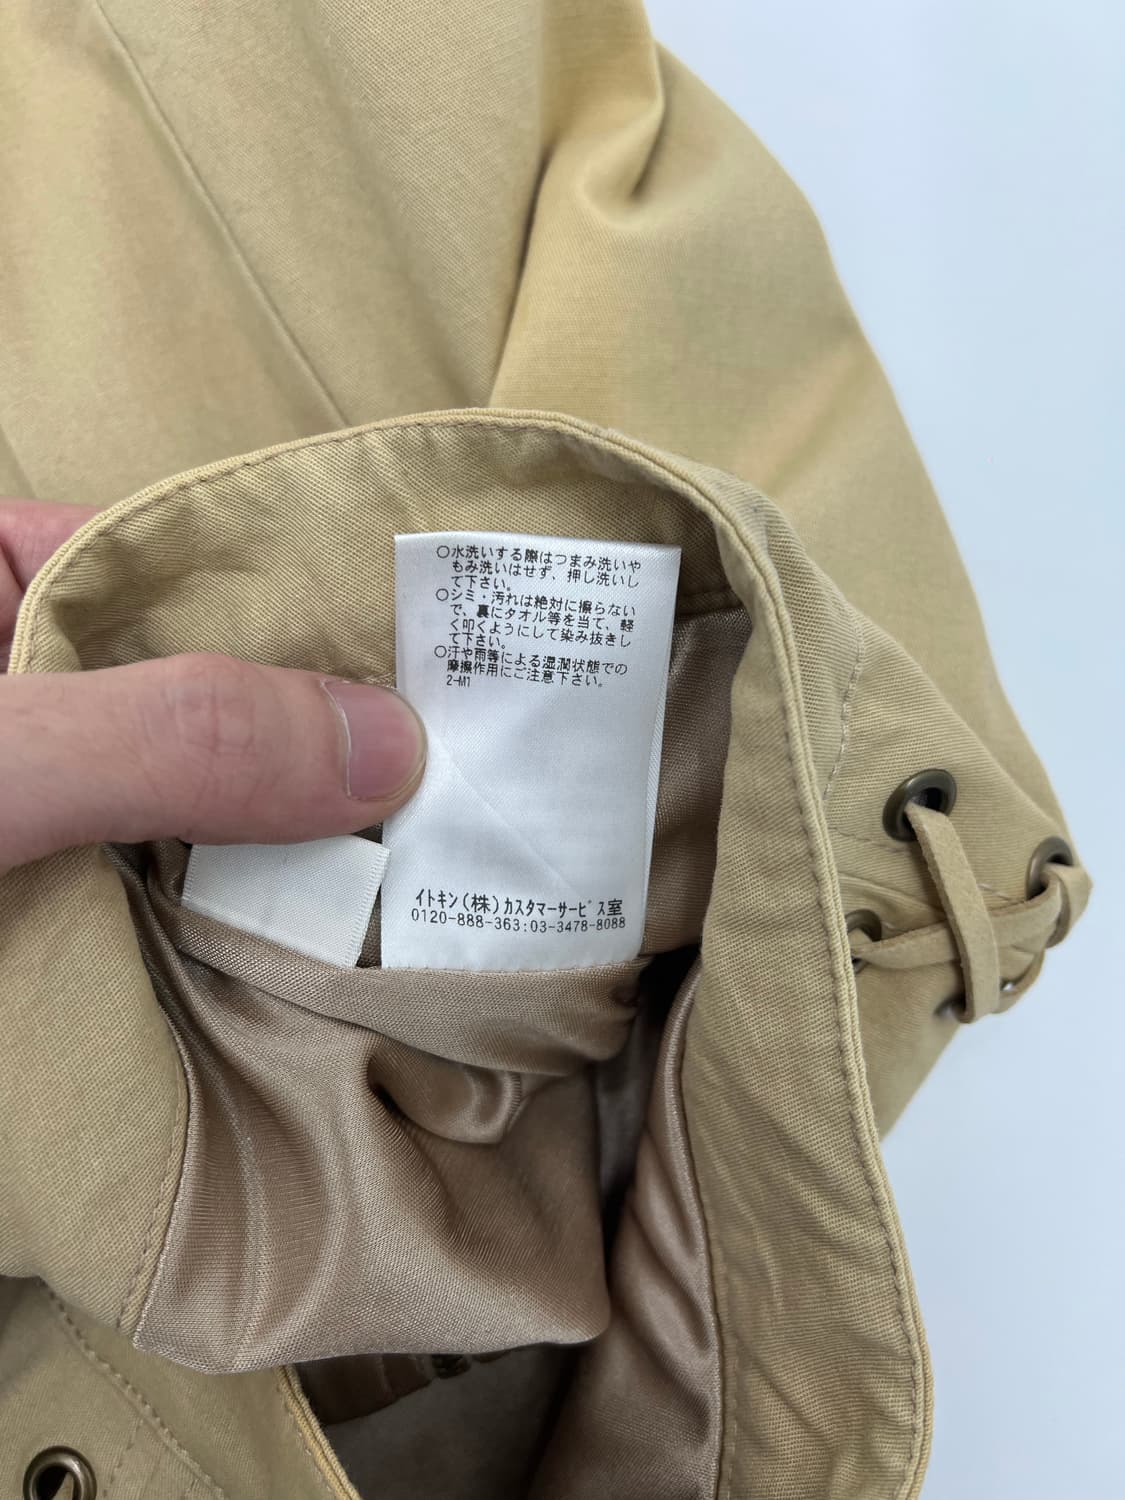 ○水洗いする際はつまみ洗いや
もみ洗いはせず、押し洗いし
て下さい。
○シミ・汚れは絶対に擦らない
で、裏にタオル等を当て、軽
く叩くようにして染み抜きし
て下さい。
○汗や雨等による湿潤状態での
摩擦作用にご注意下さい。
2-M1
イトキン(株)カスタマーサービス室
0120-888-363:03-3478-8088